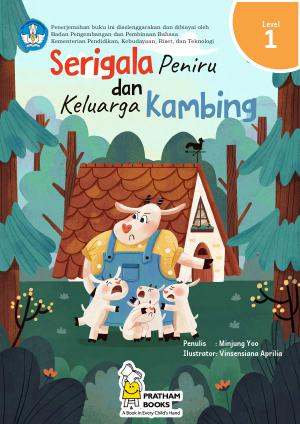 Penerjemahan buku ini diselenggarakan dan dibiayai oleh
Badan Pengembangan dan Pembinaan Bahasa
Kementerian Pendidikan, Kebudayaan, Riset, dan Teknologi
Level
1
Serigala Peniru
dan
Keluarga Kambing
Penulis : Minjung Yoo
Ilustrator: Vinsensiana Aprilia
PRATHAM
BOOKS
A Book in Every Child's Hand